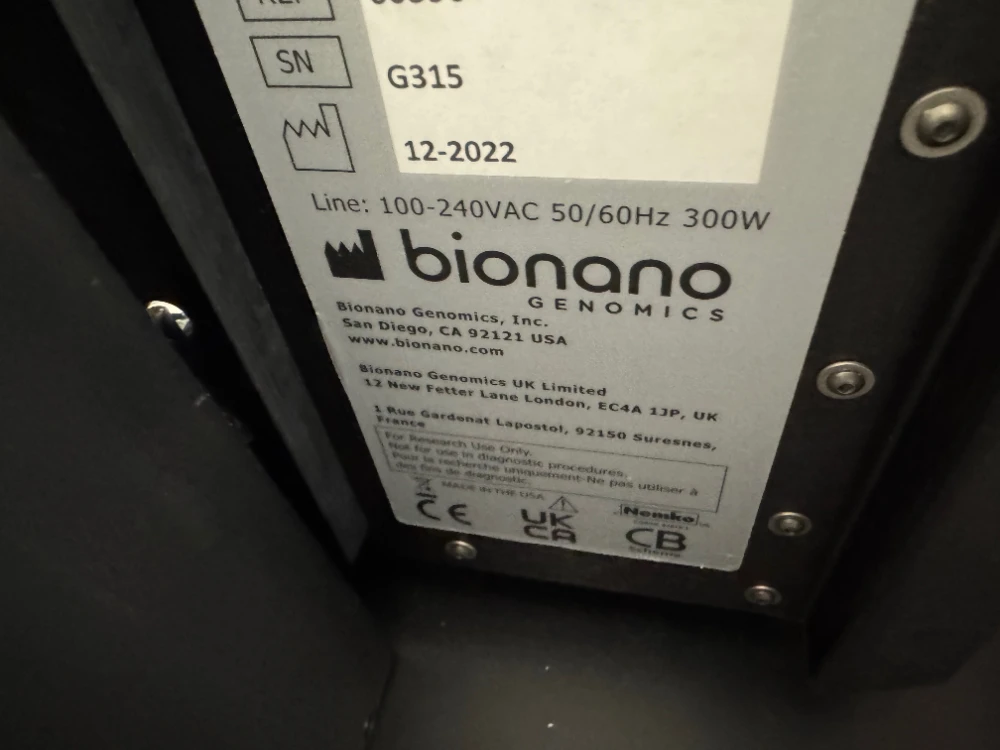 REF
SN
G315
12-2022
Line: 100-240VAC 50/60Hz 300W
bionano
GENOMICS
Bionano Genomics, Inc.
San Diego, CA 92121 USA
www.bionano.com
Bionano Genomics UK Limited
12 New Fetter Lane London, EC4A 1JP, UK
1 Rue Gardenat Lapostol, 92150 Suresnes,
France
For Research Use Only.
Not for use in diagnostic procedures.
Pour la recherche uniquement-Ne pas utiliser à
des fins de diagnostic.
MADE IN THE USA
CE
UK
CA
Nemko
CB
Scheme